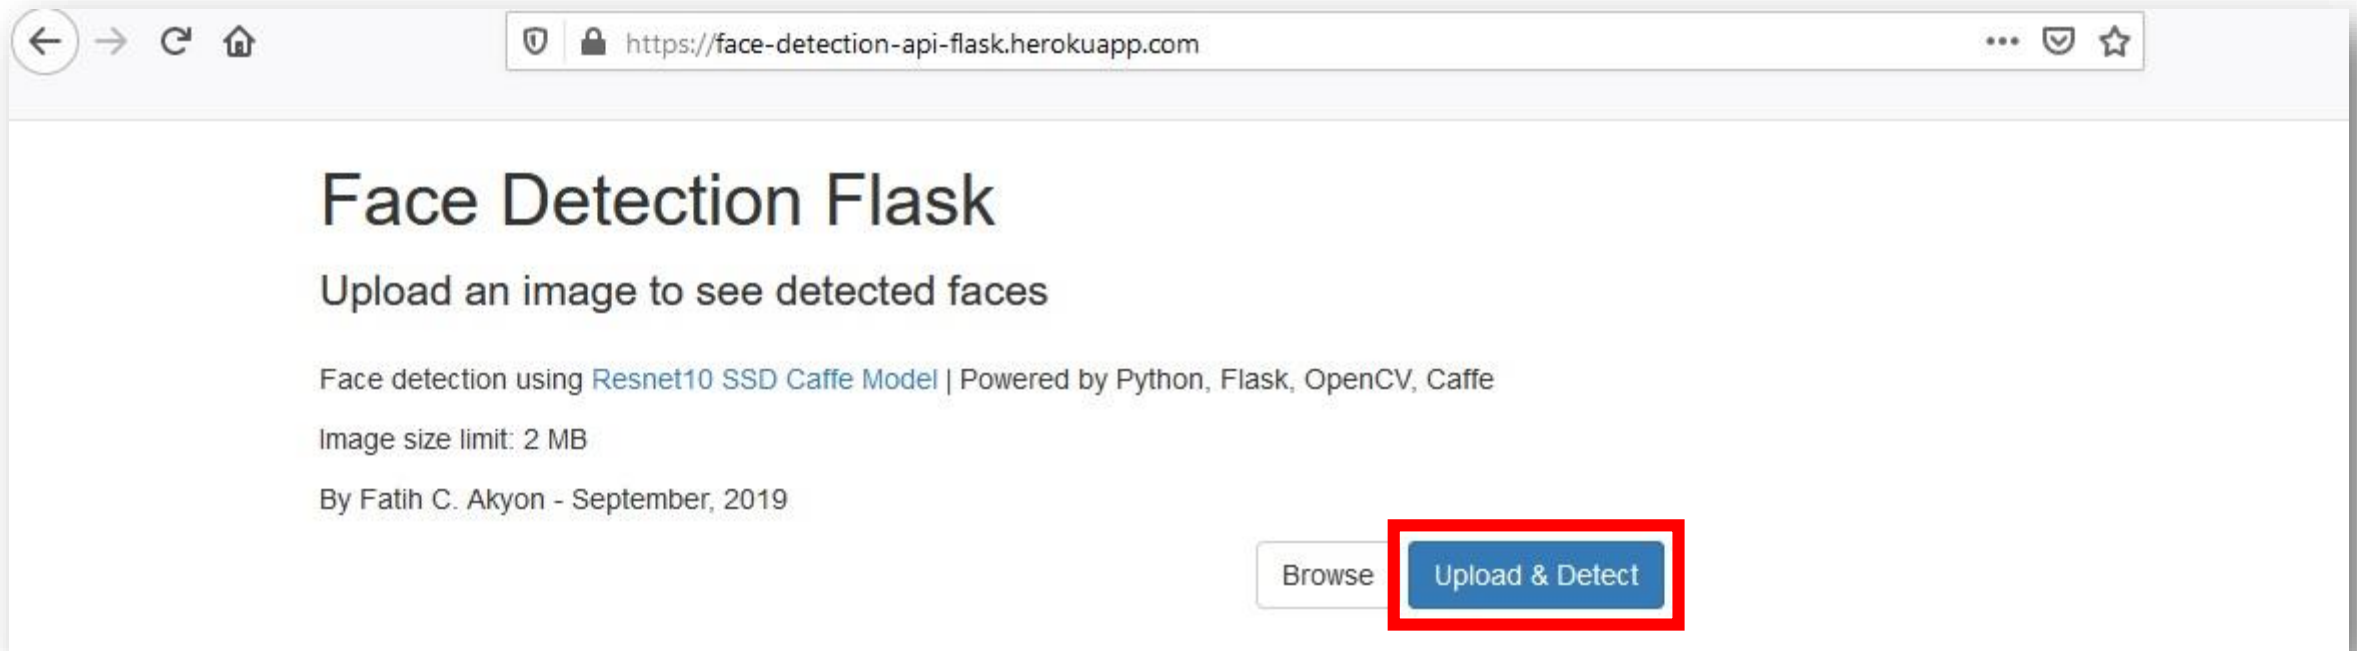 https://face-detection-api-flask.herokuapp.com
Face Detection Flask
Upload an image to see detected faces
Face detection using Resnet10 SSD Caffe Model | Powered by Python, Flask, OpenCV, Caffe
Image size limit: 2 MB
By Fatih C. Akyon - September, 2019
Browse Upload & Detect